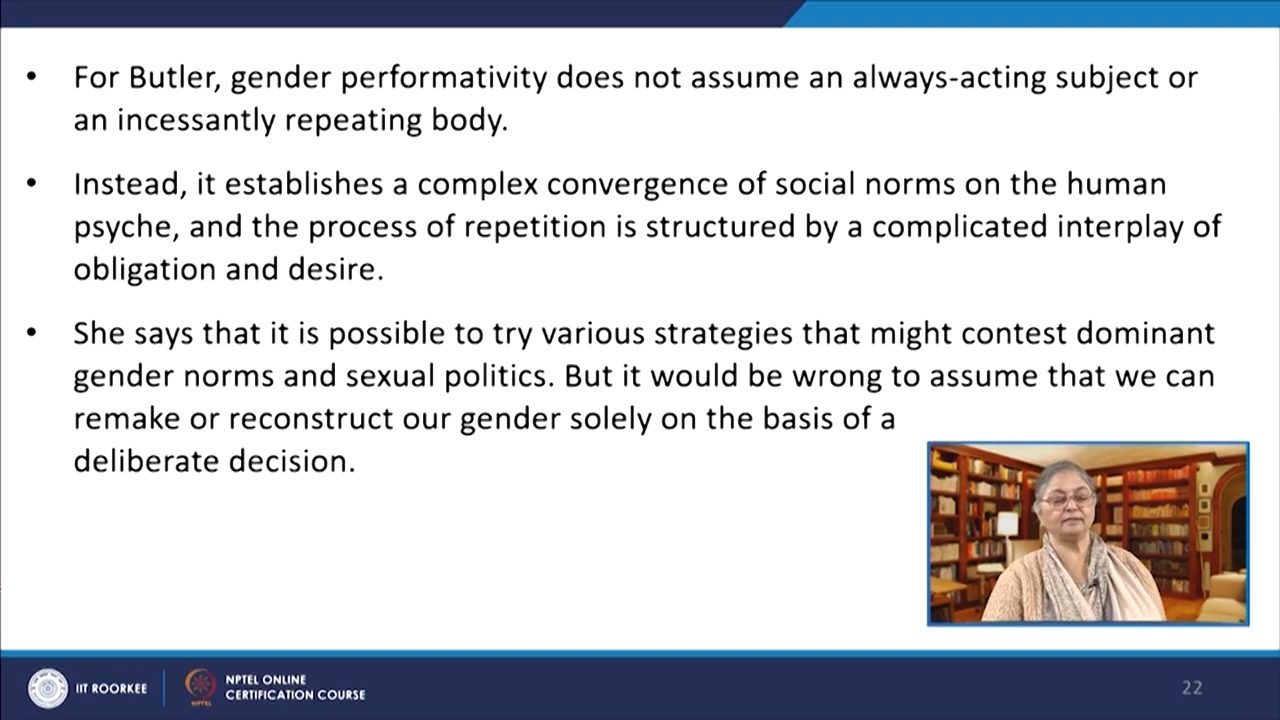 • For Butler, gender performativity does not assume an always-acting subject or
an incessantly repeating body.
• Instead, it establishes a complex convergence of social norms on the human
psyche, and the process of repetition is structured by a complicated interplay of
obligation and desire.
• She says that it is possible to try various strategies that might contest dominant
gender norms and sexual politics. But it would be wrong to assume that we can
remake or reconstruct our gender solely on the basis of a
deliberate decision.
IIT ROORKEE
NPTEL
NPTEL ONLINE
CERTIFICATION COURSE
22